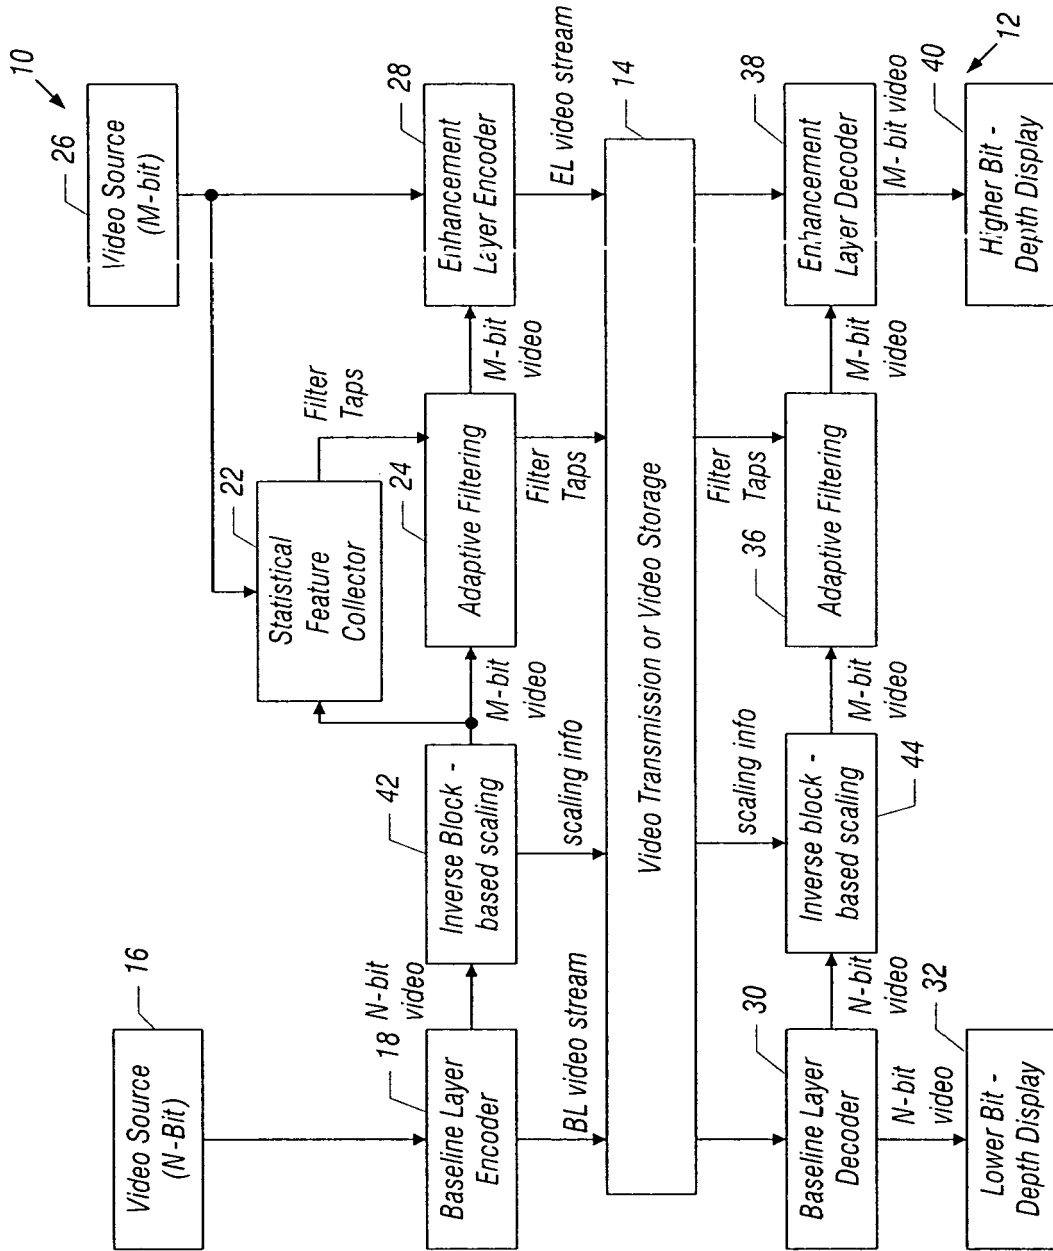 10
26
Video Source
(M-bit)
16
Video Source
(N-Bit)
22
Statistical
Feature
Collector
Filter
Taps
28
Enhancement
Layer Encoder
24
Adaptive Filtering
M-bit
video
42
Inverse Block -
based scaling
M-bit
video
18
Baseline Layer
Encoder
N-bit
video
BL video stream
scaling info
Filter
Taps
EL video stream
14
Video Transmission or Video Storage
scaling info
Filter
Taps
30
Baseline Layer
Decoder
N-bit
video
44
Inverse block -
based scaling
M-bit
video
36
Adaptive Filtering
M-bit
video
38
Enhancement
Layer Decoder
N-bit
video
32
Lower Bit -
Depth Display
M- bit video
40
Higher Bit -
Depth Display
12